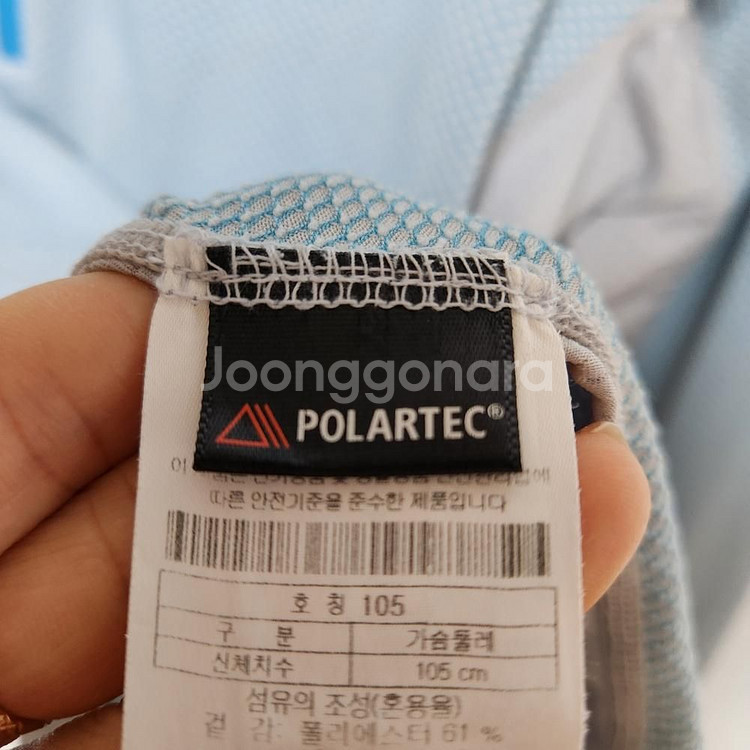 Joonggonara
POLARTEC®
이
따른 안전기준을 준수한 제품입니다
호 칭 105
구 분 가슴둘레
신체치수 105 cm
섬유의 조성(혼용율)
겉 감: 폴리에스터 61 %